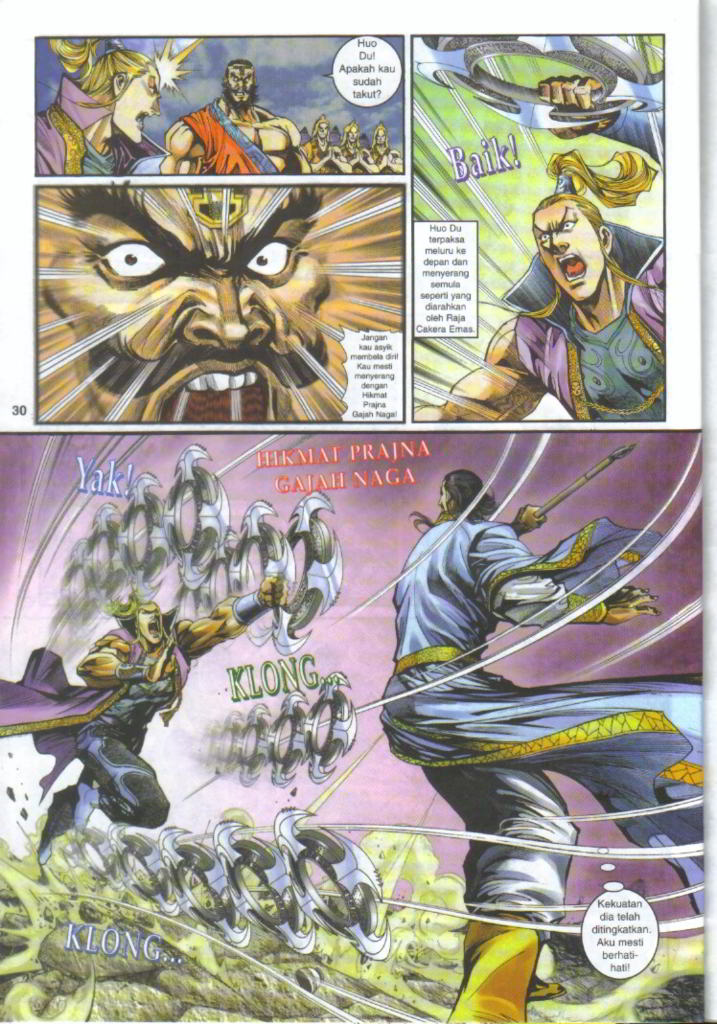 Huo
Du!
Apakah kau
sudah
takut?
Jangan
kau asyik
membela diri!
Kau mesti
menyerang
dengan
Hikmat
Prajna
Gajah Naga!
Baik!
Huo Du
terpaksa
meluru ke
depan dan
menyerang
semula
seperti yang
diarahkan
oleh Raja
Cakera Emas.
30
HIKMAT PRAJNA
GAJAH NAGA
Yak!
KLONG...
KLONG...
Kekuatan
dia telah
ditingkatkan.
Aku mesti
berhati-
hati!